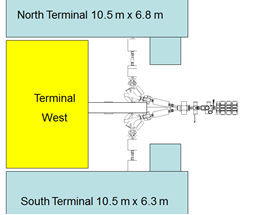 North Terminal 10.5 m x 6.8 m
Terminal
West
South Terminal 10.5 m x 6.3 m